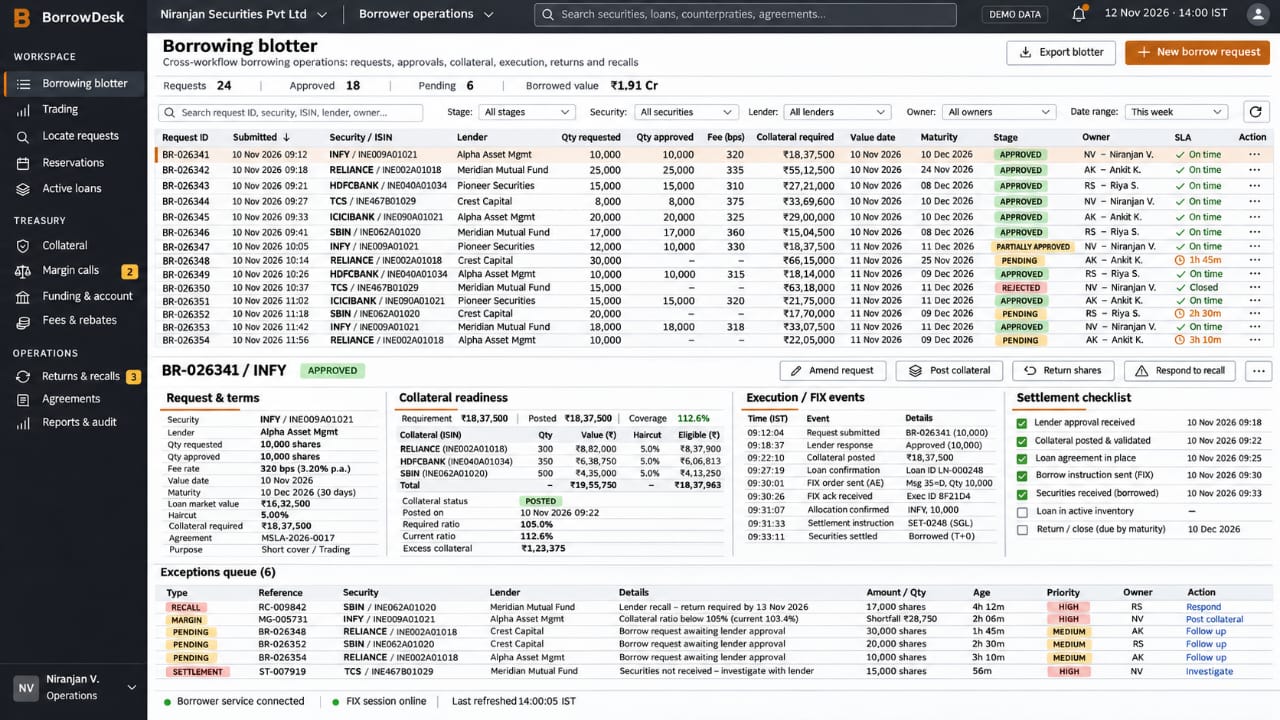 BorrowDesk
Niranjan Securities Pvt Ltd
Borrower operations
Search securities, loans, counterpraties, agreements...
DEMO DATA
12 Nov 2026 · 14:00 IST
WORKSPACE
Borrowing blotter
Trading
Locate requests
Reservations
Active loans
TREASURY
Collateral
Margin calls 2
Funding & account
Fees & rebates
OPERATIONS
Returns & recalls 3
Agreements
Reports & audit
NV
Niranjan V.
Operations
Borrowing blotter
Cross-workflow borrowing operations: requests, approvals, collateral, execution, returns and recalls
Export blotter
+ New borrow request
Requests 24 Approved 18 Pending 6 Borrowed value ₹1,91 Cr
Search request ID, security, ISIN, lender, owner...
Stage: All stages Security: All securities Lender: All lenders Owner: All owners Date range: This week
Request ID Submitted ↓ Security / ISIN Lender Qty requested Qty approved Fee (bps) Collateral required Value date Maturity Stage Owner SLA Action
BR-026341 10 Nov 2026 09:12 INFY / INE009A01021 Alpha Asset Mgmt 10,000 10,000 320 ₹18,37,500 10 Nov 2026 10 Dec 2026 APPROVED NV – Niranjan V. ✓ On time ···
BR-026342 10 Nov 2026 09:18 RELIANCE / INE002A01018 Meridian Mutual Fund 25,000 25,000 335 ₹55,12,500 10 Nov 2026 24 Nov 2026 APPROVED AK – Ankit K. ✓ On time ···
BR-026343 10 Nov 2026 09:21 HDFCBANK / INE040A01034 Pioneer Securities 15,000 15,000 310 ₹27,21,000 10 Nov 2026 08 Dec 2026 APPROVED RS – Riya S. ✓ On time ···
BR-026344 10 Nov 2026 09:27 TCS / INE467B01029 Crest Capital 8,000 8,000 375 ₹33,69,600 10 Nov 2026 10 Dec 2026 APPROVED NV – Niranjan V. ✓ On time ···
BR-026345 10 Nov 2026 09:33 ICICIBANK / INE090A01021 Alpha Asset Mgmt 20,000 20,000 325 ₹29,00,000 10 Nov 2026 10 Dec 2026 APPROVED AK – Ankit K. ✓ On time ···
BR-026346 10 Nov 2026 09:41 SBIN / INE062A01020 Meridian Mutual Fund 17,000 17,000 360 ₹15,04,500 10 Nov 2026 08 Dec 2026 APPROVED RS – Riya S. ✓ On time ···
BR-026347 10 Nov 2026 10:05 INFY / INE009A01021 Pioneer Securities 12,000 10,000 330 ₹18,37,500 11 Nov 2026 11 Dec 2026 PARTIALLY APPROVED NV – Niranjan V. ✓ On time ···
BR-026348 10 Nov 2026 10:14 RELIANCE / INE002A01018 Crest Capital 30,000 – – ₹66,15,000 11 Nov 2026 25 Nov 2026 PENDING AK – Ankit K. 1h 45m ···
BR-026349 10 Nov 2026 10:26 HDFCBANK / INE040A01034 Alpha Asset Mgmt 10,000 10,000 315 ₹18,14,000 11 Nov 2026 09 Dec 2026 APPROVED RS – Riya S. ✓ On time ···
BR-026350 10 Nov 2026 10:37 TCS / INE467B01029 Meridian Mutual Fund 15,000 – – ₹63,18,000 11 Nov 2026 11 Dec 2026 REJECTED NV – Niranjan V. ✓ Closed ···
BR-026351 10 Nov 2026 11:02 ICICIBANK / INE090A01021 Pioneer Securities 15,000 15,000 320 ₹21,75,000 11 Nov 2026 11 Dec 2026 APPROVED AK – Ankit K. ✓ On time ···
BR-026352 10 Nov 2026 11:18 SBIN / INE062A01020 Crest Capital 20,000 – – ₹17,70,000 11 Nov 2026 09 Dec 2026 PENDING RS – Riya S. 2h 30m ···
BR-026353 10 Nov 2026 11:42 INFY / INE009A01021 Meridian Mutual Fund 18,000 18,000 318 ₹33,07,500 11 Nov 2026 11 Dec 2026 APPROVED NV – Niranjan V. ✓ On time ···
BR-026354 10 Nov 2026 11:56 RELIANCE / INE002A01018 Alpha Asset Mgmt 10,000 – – ₹22,05,000 11 Nov 2026 09 Dec 2026 PENDING AK – Ankit K. 3h 10m ···
BR-026341 / INFY APPROVED
Amend request
Post collateral
Return shares
Respond to recall
···
Request & terms
Security INFY / INE009A01021
Lender Alpha Asset Mgmt
Qty requested 10,000 shares
Qty approved 10,000 shares
Fee rate 320 bps (3.20% p.a.)
Value date 10 Nov 2026
Maturity 10 Dec 2026 (30 days)
Loan market value ₹16,32,500
Haircut 5.00%
Collateral required ₹18,37,500
Agreement MSLA-2026-0017
Purpose Short cover / Trading
Collateral readiness
Requirement ₹18,37,500 Posted ₹18,37,500 Coverage 112.6%
Collateral (ISIN) Qty Value (₹) Haircut Eligible (₹)
RELIANCE (INE002A01018) 300 ₹8,82,000 5.0% ₹8,37,900
HDFCBANK (INE040A01034) 350 ₹6,38,750 5.0% ₹6,06,813
SBIN (INE062A01020) 500 ₹4,35,000 5.0% ₹4,13,250
Total – ₹19,55,750 – ₹18,37,963
Collateral status POSTED
Posted on 10 Nov 2026 09:22
Required ratio 105.0%
Current ratio 112.6%
Excess collateral ₹1,23,375
Execution / FIX events
Time (IST) Event Details
09:12:04 Request submitted BR-026341 (10,000)
09:18:37 Lender response Approved (10,000)
09:22:10 Collateral posted ₹18,37,500
09:27:19 Loan confirmation Loan ID LN-000248
09:30:01 FIX order sent (AE) Msg 35=D, Qty 10,000
09:30:26 FIX ack received Exec ID 8F21D4
09:31:07 Allocation confirmed INFY, 10,000
09:31:33 Settlement instruction SET-0248 (SGL)
09:33:11 Securities settled Borrowed (T+0)
Settlement checklist
Lender approval received 10 Nov 2026 09:18
Collateral posted & validated 10 Nov 2026 09:22
Loan agreement in place 10 Nov 2026 09:25
Borrow instruction sent (FIX) 10 Nov 2026 09:30
Securities received (borrowed) 10 Nov 2026 09:33
Loan in active inventory –
Return / close (due by maturity) 10 Dec 2026
Exceptions queue (6)
Type Reference Security Lender Details Amount / Qty Age Priority Owner Action
RECALL RC-009842 SBIN / INE062A01020 Meridian Mutual Fund Lender recall – return required by 13 Nov 2026 17,000 shares 4h 12m HIGH RS Respond
MARGIN MG-005731 INFY / INE009A01021 Alpha Asset Mgmt Collateral ratio below 105% (current 103.4%) Shortfall ₹28,750 2h 06m HIGH NV Post collateral
PENDING BR-026348 RELIANCE / INE002A01018 Crest Capital Borrow request awaiting lender approval 30,000 shares 1h 45m MEDIUM AK Follow up
PENDING BR-026352 SBIN / INE062A01020 Crest Capital Borrow request awaiting lender approval 20,000 shares 2h 30m MEDIUM RS Follow up
PENDING BR-026354 RELIANCE / INE002A01018 Alpha Asset Mgmt Borrow request awaiting lender approval 10,000 shares 3h 10m MEDIUM AK Follow up
SETTLEMENT ST-007919 TCS / INE467B01029 Meridian Mutual Fund Securities not received – investigate with lender 15,000 shares 56m HIGH NV Investigate
Borrower service connected FIX session online Last refreshed 14:00:05 IST